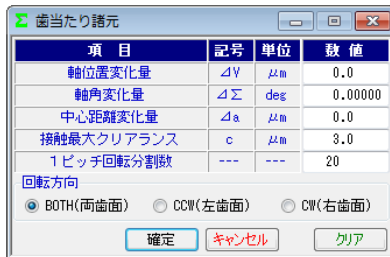 Σ 歯当たり諸元
項 目 記号 単位 数 値
軸位置変化量 ⊿V μm 0.0
軸角変化量 ⊿Σ deg 0.00000
中心距離変化量 ⊿a μm 0.0
接触最大クリアランス c μm 3.0
1ピッチ回転分割数 --- --- 20
回転方向
BOTH(両歯面) CCW(左歯面) CW(右歯面)
確定 キャンセル クリア